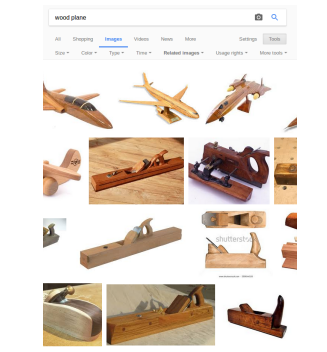 wood plane
All Shopping Images Videos News More Settings Tools
Size Color Type Time Related images Usage rights More tools
shutterstock